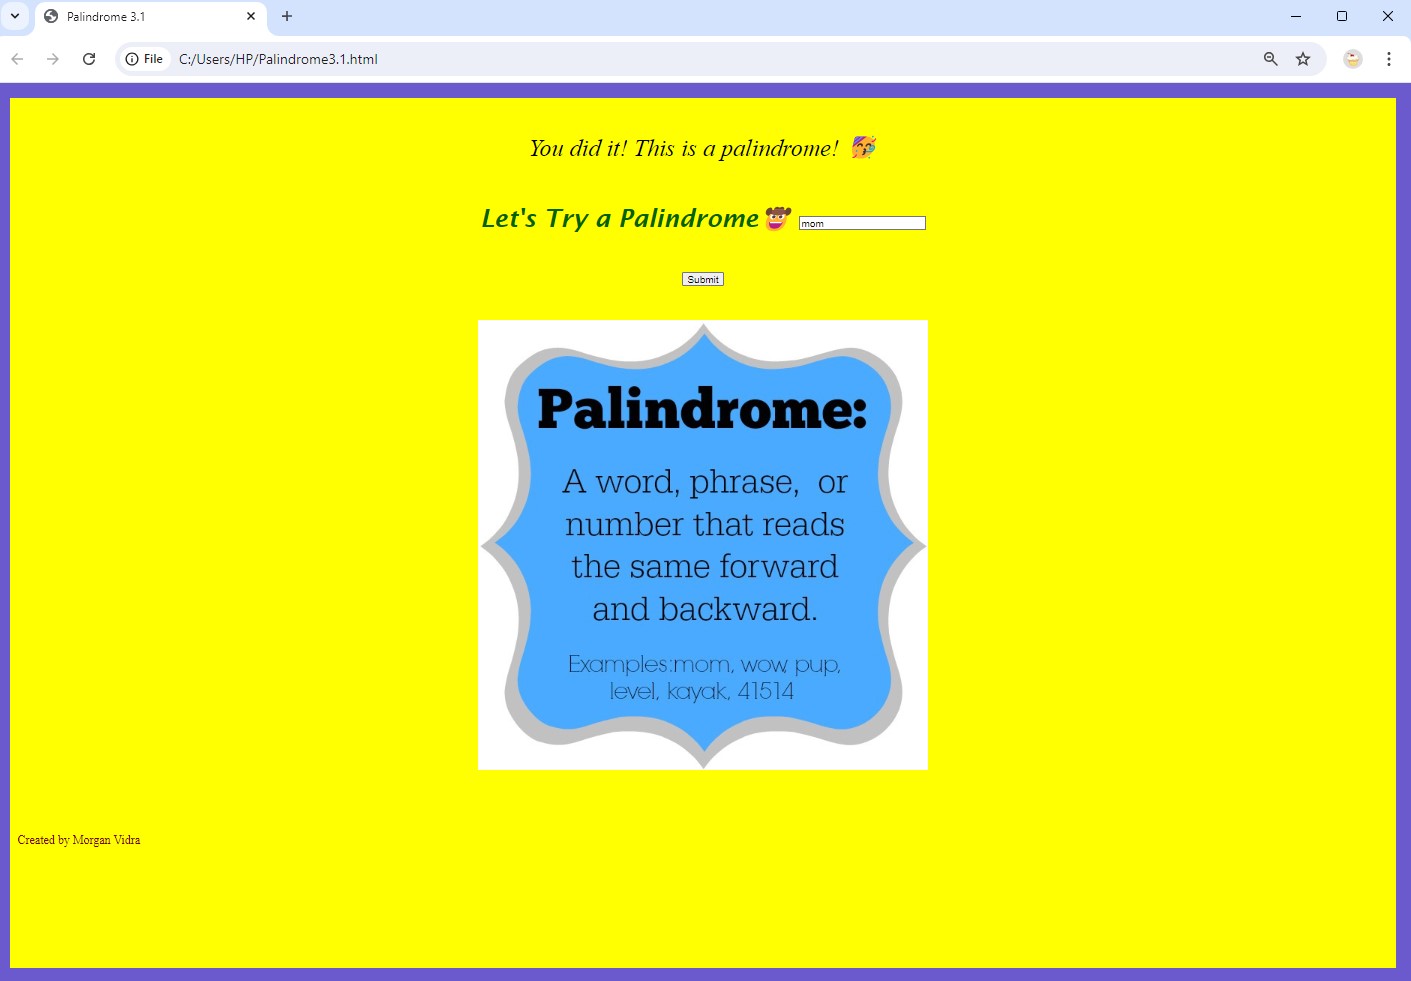 Palindrome 3.1
File C:/Users/HP/Palindrome3.1.html
You did it! This is a palindrome! 🥳
Let's Try a Palindrome🤠 mom
Submit
Palindrome:
A word, phrase, or
number that reads
the same forward
and backward.
Examples:mom, wow, pup,
level, kayak, 41514
Created by Morgan Vidra